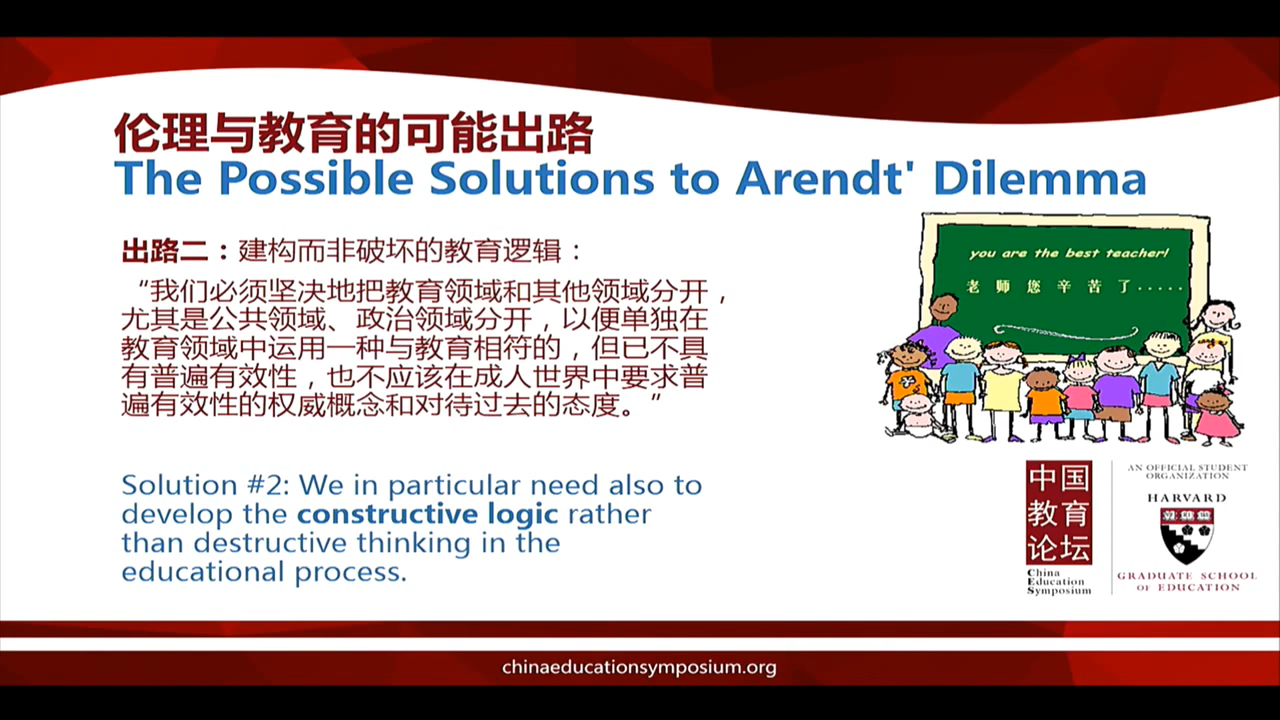 伦理与教育的可能出路
The Possible Solutions to Arendt' Dilemma
出路二：建构而非破坏的教育逻辑：
“我们必须坚决地把教育领域和其他领域分开，
尤其是公共领域、政治领域分开，以便单独在
教育领域中运用一种与教育相符的，但已不具
有普遍有效性，也不应该在成人世界中要求普
遍有效性的权威概念和对待过去的态度。”
Solution #2: We in particular need also to
develop the constructive logic rather
than destructive thinking in the
educational process.
you are the best teacher!
老师您辛苦了.....
中国
教育
论坛
China
Education
Symposium
AN OFFICIAL STUDENT
ORGANIZATION
HARVARD
GRADUATE SCHOOL
OF EDUCATION
chinaeducationsymposium.org